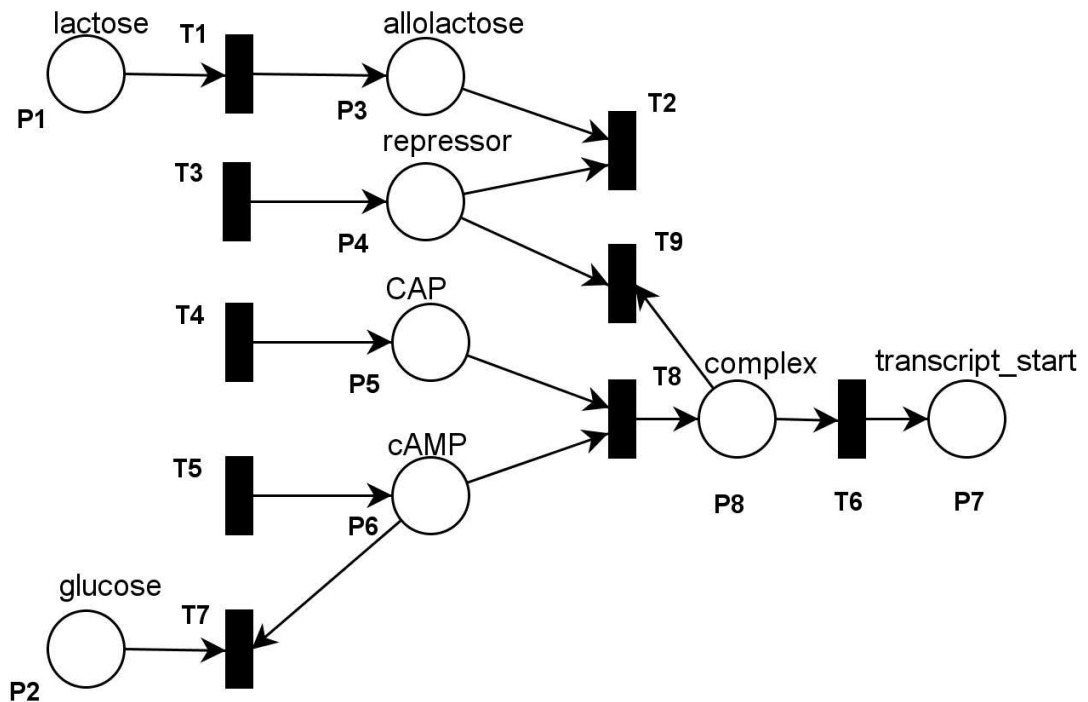 lactose
T1
allolactose
P1
P3
T2
repressor
T3
P4
T9
CAP
T4
P5
T8
complex
transcript_start
cAMP
T5
P6
P8
T6
P7
glucose
T7
P2